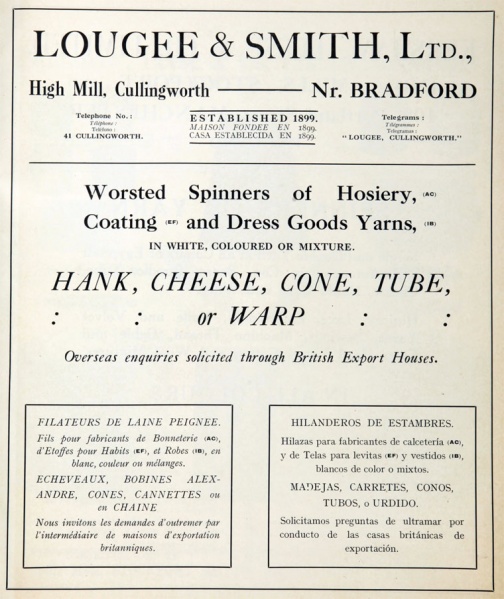 LOUGEE & SMITH, LTD.,
High Mill, Cullingworth ——— Nr. BRADFORD
Telephone No. :
Téléphone :
Teléfono :
41 CULLINGWORTH.
ESTABLISHED 1899.
MAISON FONDEE EN 1899.
CASA ESTABLECIDA EN 1899.
Telegrams :
Télégrammes :
Telegramas :
"LOUGEE, CULLINGWORTH."
Worsted Spinners of Hosiery, (AC)
Coating (EF) and Dress Goods Yarns, (IB)
IN WHITE, COLOURED OR MIXTURE.
HANK, CHEESE, CONE, TUBE,
: : or WARP : :
Overseas enquiries solicited through British Export Houses.
FILATEURS DE LAINE PEIGNEE.
Fils pour fabricants de Bonneterie (AC),
d'Etoffes pour Habits (EF), et Robes (IB), en
blanc, couleur ou mélanges.
ECHEVEAUX, BOBINES ALEX-
ANDRE, CONES, CANNETTES ou
en CHAINE
Nous invitons les demandes d'outremer par
l'intermédiaire de maisons d'exportation
britanniques.
HILANDEROS DE ESTAMBRES.
Hilazas para fabricantes de calcetería (AC),
y de Telas para levitas (EF) y vestidos (IB),
blancos de color o mixtos.
MADEJAS, CARRETES, CONOS,
TUBOS, o URDIDO.
Solicitamos preguntas de ultramar por
conducto de las casas británicas de
exportación.